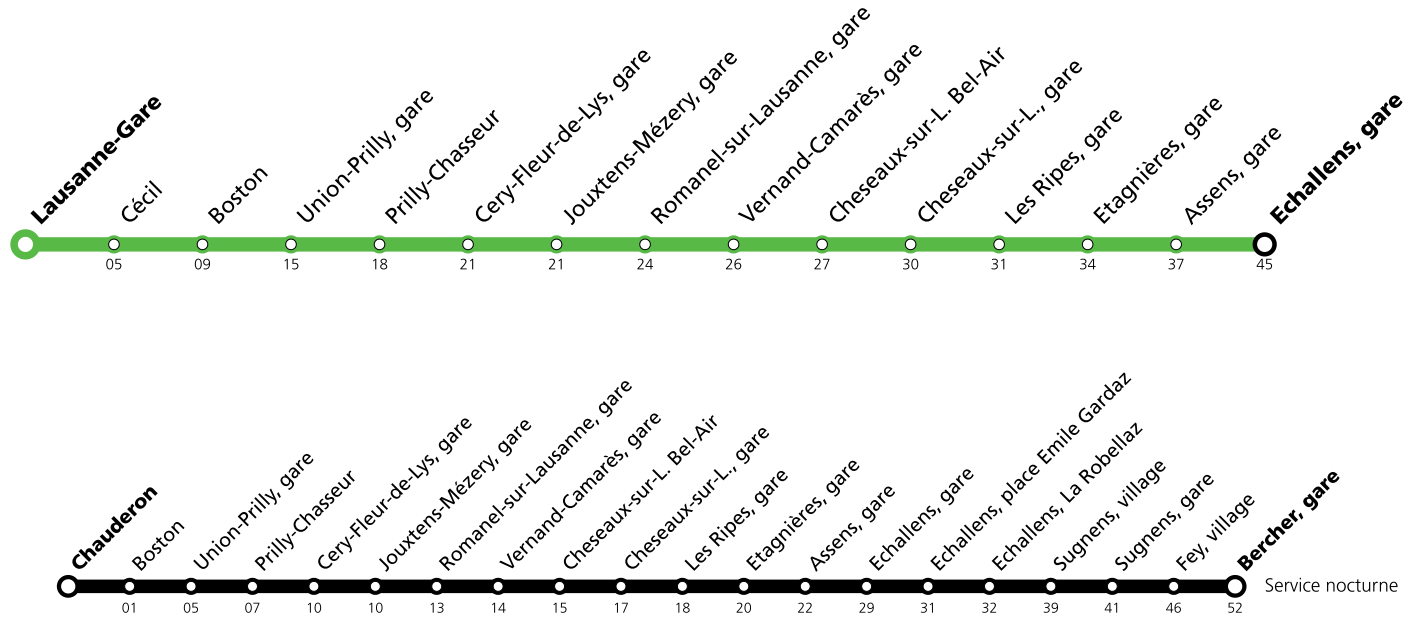 Lausanne-Gare
Cécil
Boston
Union-Prilly, gare
Prilly-Chasseur
Cery-Fleur-de-Lys, gare
Jouxtens-Mézery, gare
Romanel-sur-Lausanne, gare
Vernand-Camarès, gare
Cheseaux-sur-L. Bel-Air
Cheseaux-sur-L., gare
Les Ripes, gare
Etagnières, gare
Assens, gare
Echallens, gare
05 09 15 18 21 21 24 26 27 30 31 34 37 45
Chauderon
Boston
Union-Prilly, gare
Prilly-Chasseur
Cery-Fleur-de-Lys, gare
Jouxtens-Mézery, gare
Romanel-sur-Lausanne, gare
Vernand-Camarès, gare
Cheseaux-sur-L. Bel-Air
Cheseaux-sur-L., gare
Les Ripes, gare
Etagnières, gare
Assens, gare
Echallens, gare
Echallens, place Emile Gardaz
Echallens, La Robellaz
Sugnens, village
Sugnens, gare
Fey, village
Bercher, gare
Service nocturne
01 05 07 10 10 13 14 15 17 18 20 22 29 31 32 39 41 46 52